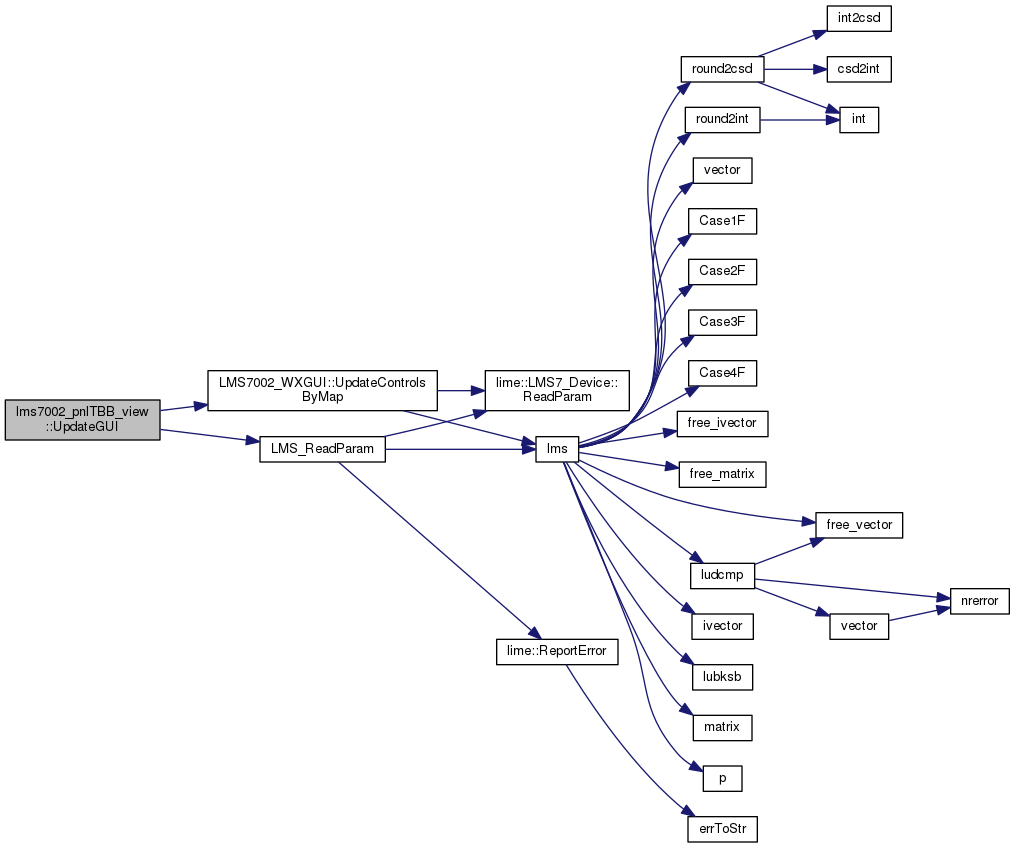 int2csd
round2csd
csd2int
round2int
int
vector
Case1F
Case2F
Case3F
Case4F
LMS7002_WXGUI::UpdateControls
ByMap
lime::LMS7_Device::
ReadParam
lms7002_pnlTBB_view
::UpdateGUI
LMS_ReadParam
lms
free_ivector
free_matrix
free_vector
ludcmp
nrerror
ivector
vector
lime::ReportError
lubksb
matrix
p
errToStr